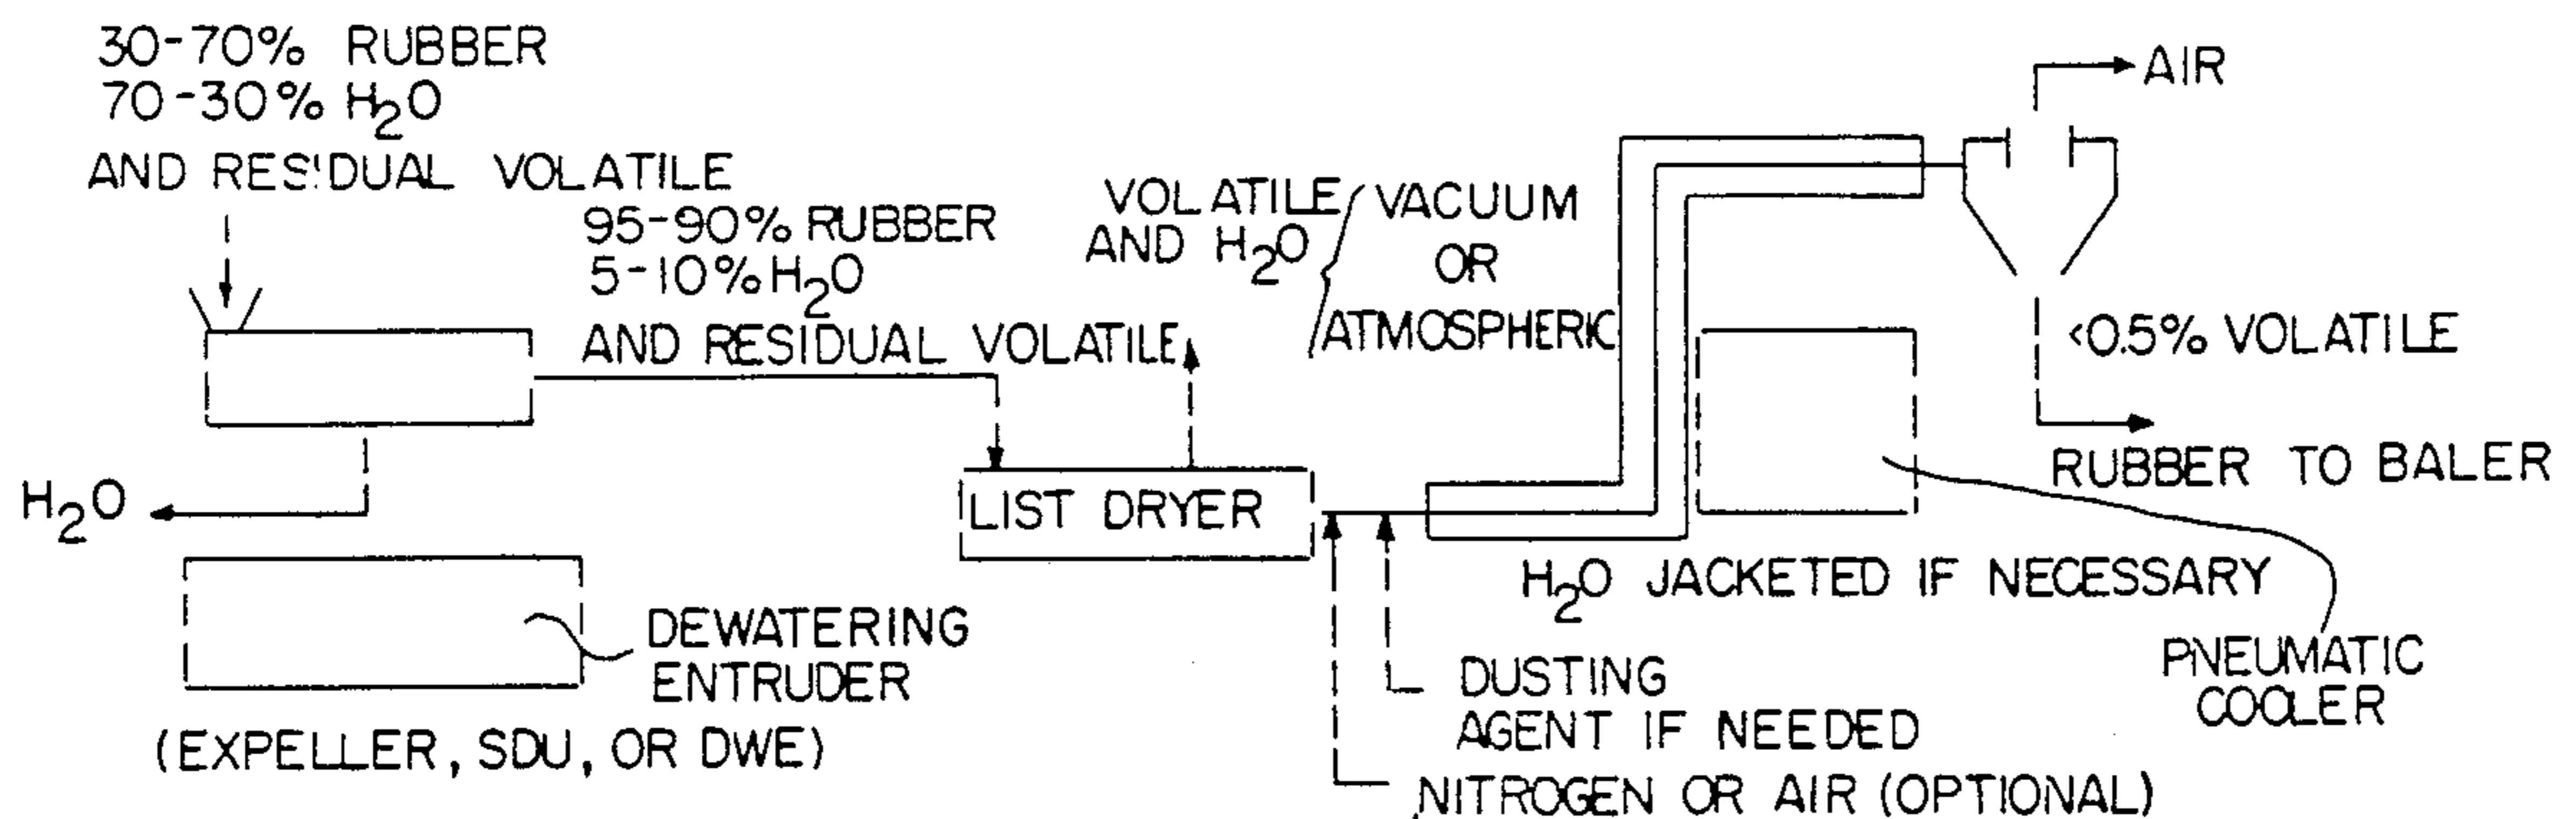 30-70% RUBBER
70-30% H2O
AND RESIDUAL VOLATILE
95-90% RUBBER
5-10% H2O
AND RESIDUAL VOLATILE
H2O
DEWATERING
ENTRUDER
(EXPELLER, SDU, OR DWE)
LIST DRYER
VOLATILE
AND H2O
VACUUM
OR
ATMOSPHERIC
AIR
<0.5% VOLATILE
RUBBER TO BALER
H2O JACKETED IF NECESSARY
PNEUMATIC
COOLER
DUSTING
AGENT IF NEEDED
NITROGEN OR AIR (OPTIONAL)